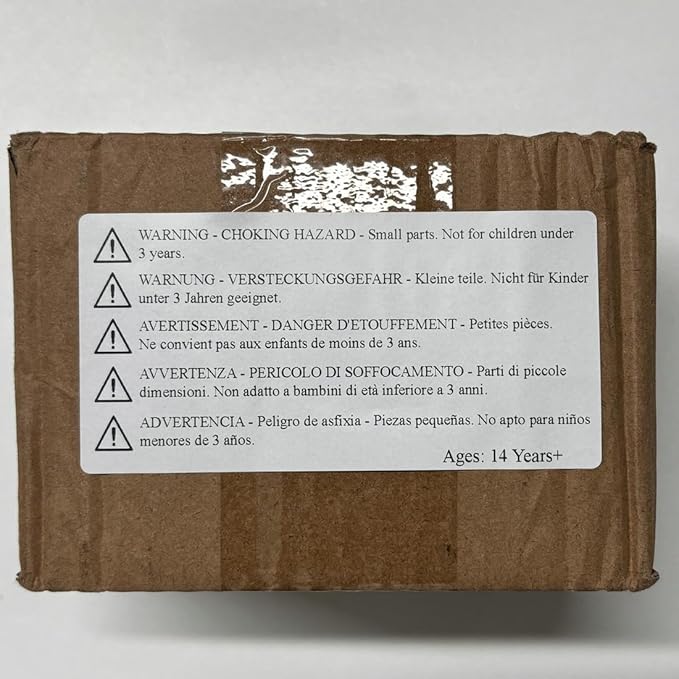 WARNING - CHOKING HAZARD - Small parts. Not for children under
3 years.
WARNUNG - VERSTECKUNGSGEFAHR - Kleine teile. Nicht für Kinder
unter 3 Jahren geeignet.
AVERTISSEMENT - DANGER D'ETOUFFEMENT - Petites pièces.
Ne convient pas aux enfants de moins de 3 ans.
AVVERTENZA - PERICOLO DI SOFFOCAMENTO - Parti di piccole
dimensioni. Non adatto a bambini di età inferiore a 3 anni.
ADVERTENCIA - Peligro de asfixia - Piezas pequeñas. No apto para niños
menores de 3 años.
Ages: 14 Years+